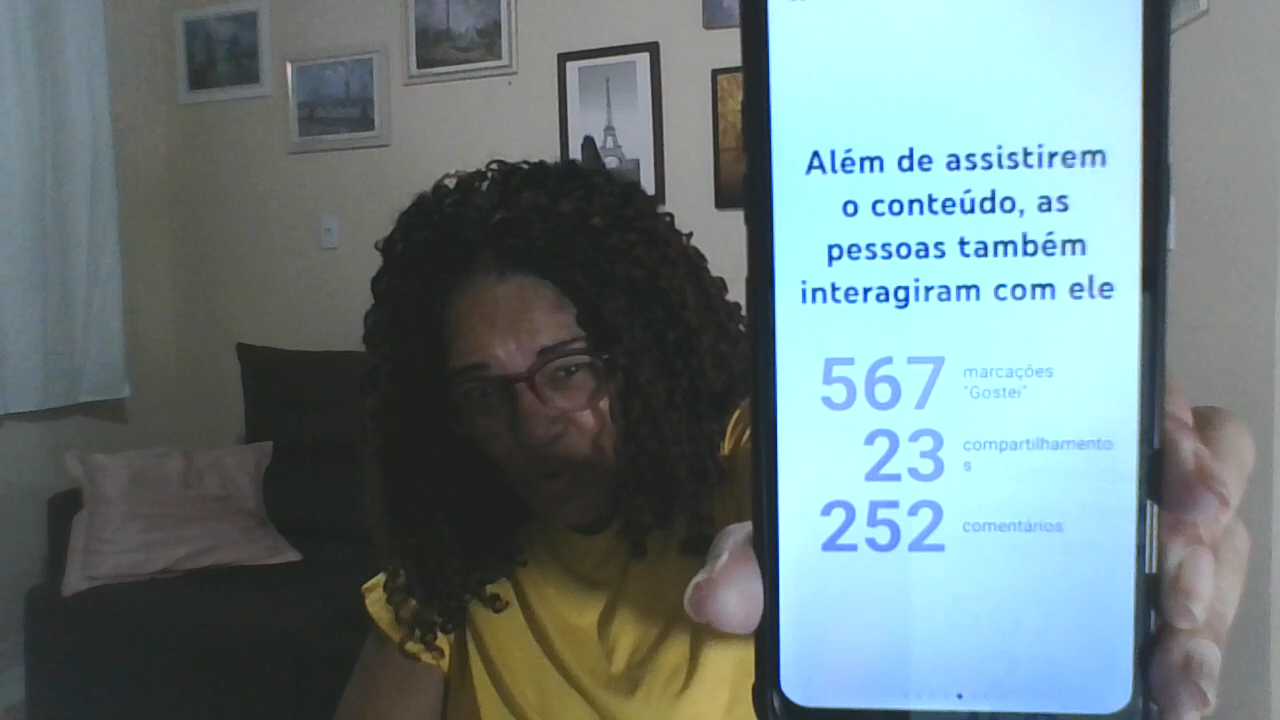 Além de assistirem
o conteúdo, as
pessoas também
interagiram com ele
567 marcações
"Gostei"
23 compartilhamento
s
252 comentários